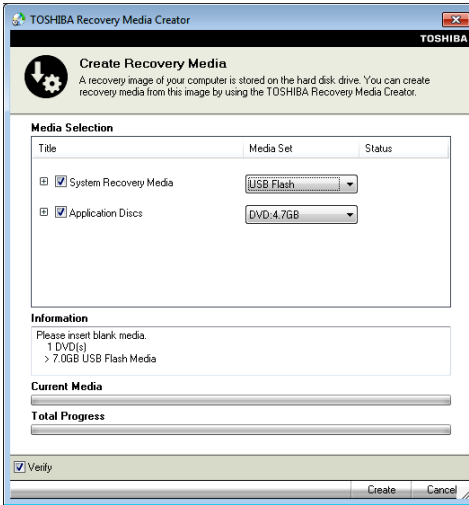 TOSHIBA Recovery Media Creator
TOSHIBA
Create Recovery Media
A recovery image of your computer is stored on the hard disk drive. You can create
recovery media from this image by using the TOSHIBA Recovery Media Creator.
Media Selection
Title Media Set Status
System Recovery Media USB Flash
Application Discs DVD:4.7GB
Information
Please insert blank media.
1 DVD(s)
> 7.0GB USB Flash Media
Current Media
Total Progress
Verify
Create Cancel